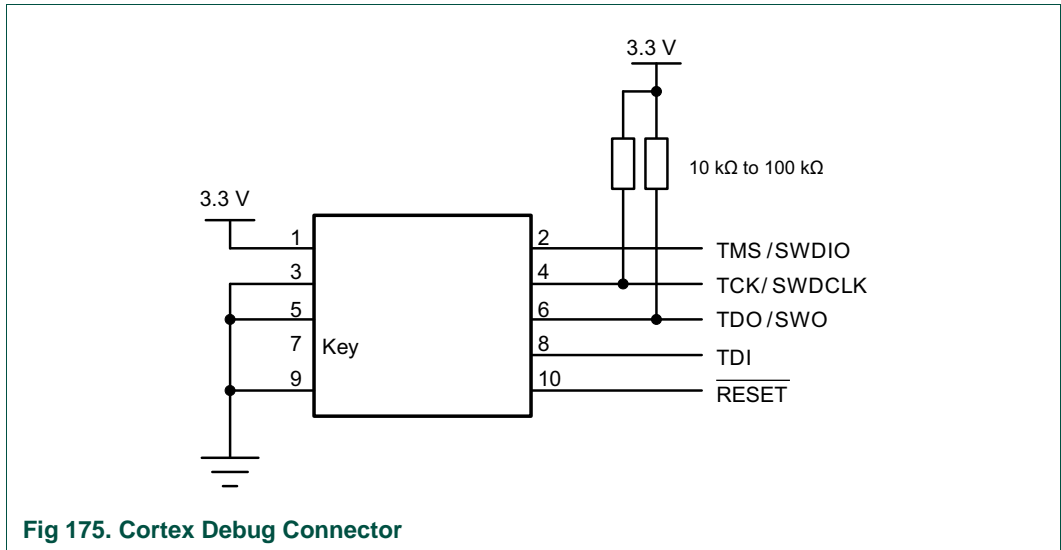 3.3 V
10 kΩ to 100 kΩ
3.3 V
1
2
TMS /SWDIO
3
4
TCK/ SWDCLK
5
6
TDO /SWO
7
Key
8
TDI
9
10
RESET
Fig 175. Cortex Debug Connector